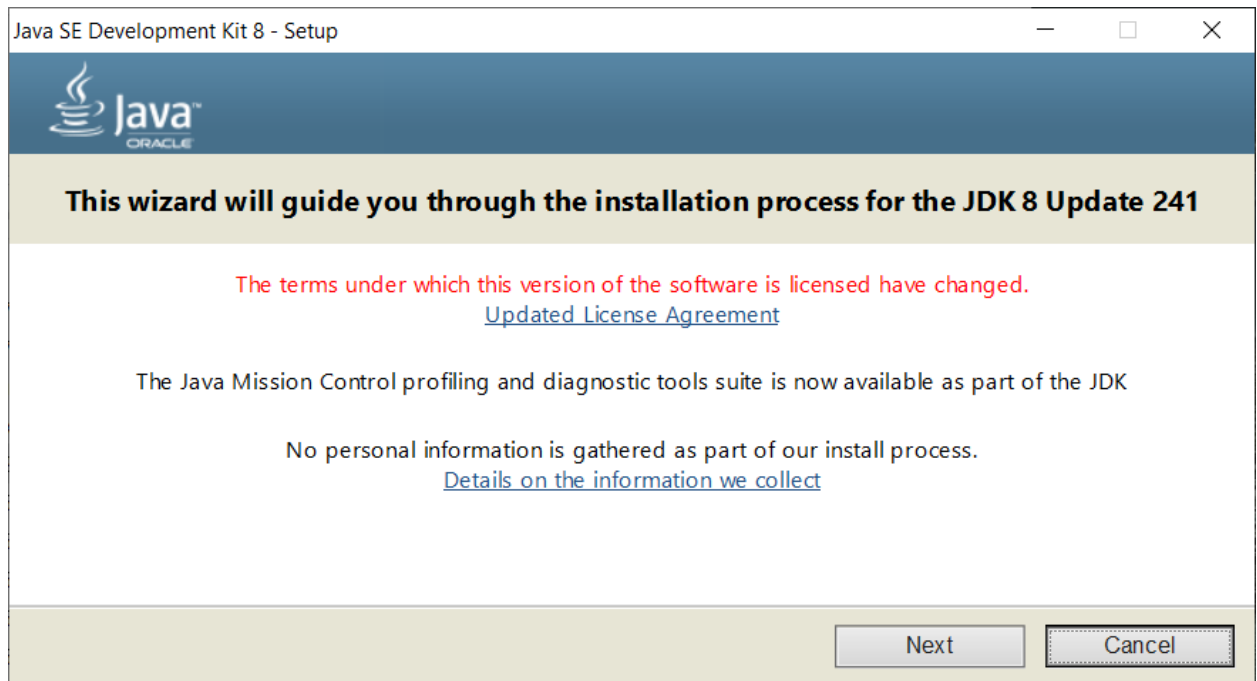 Java SE Development Kit 8 - Setup
Java™
ORACLE
This wizard will guide you through the installation process for the JDK 8 Update 241
The terms under which this version of the software is licensed have changed.
Updated License Agreement
The Java Mission Control profiling and diagnostic tools suite is now available as part of the JDK
No personal information is gathered as part of our install process.
Details on the information we collect
Next Cancel